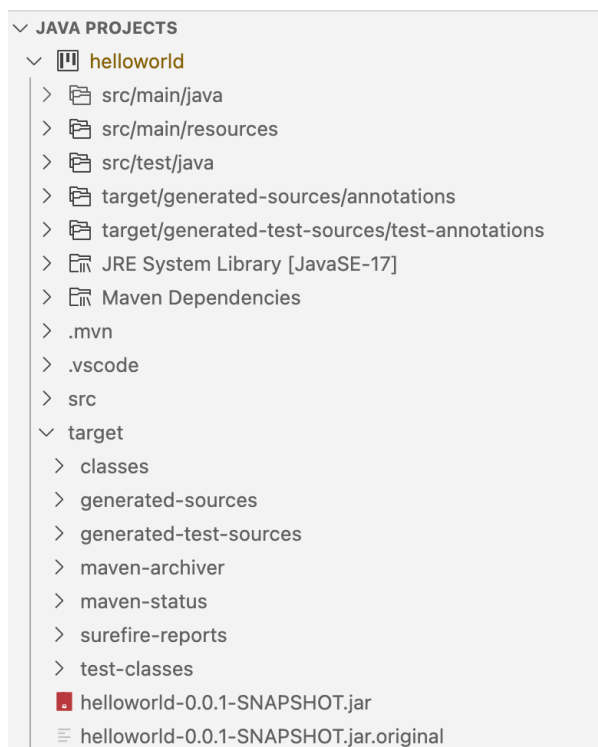 JAVA PROJECTS
helloworld
src/main/java
src/main/resources
src/test/java
target/generated-sources/annotations
target/generated-test-sources/test-annotations
JRE System Library [JavaSE-17]
Maven Dependencies
.mvn
.vscode
src
target
classes
generated-sources
generated-test-sources
maven-archiver
maven-status
surefire-reports
test-classes
helloworld-0.0.1-SNAPSHOT.jar
helloworld-0.0.1-SNAPSHOT.jar.original